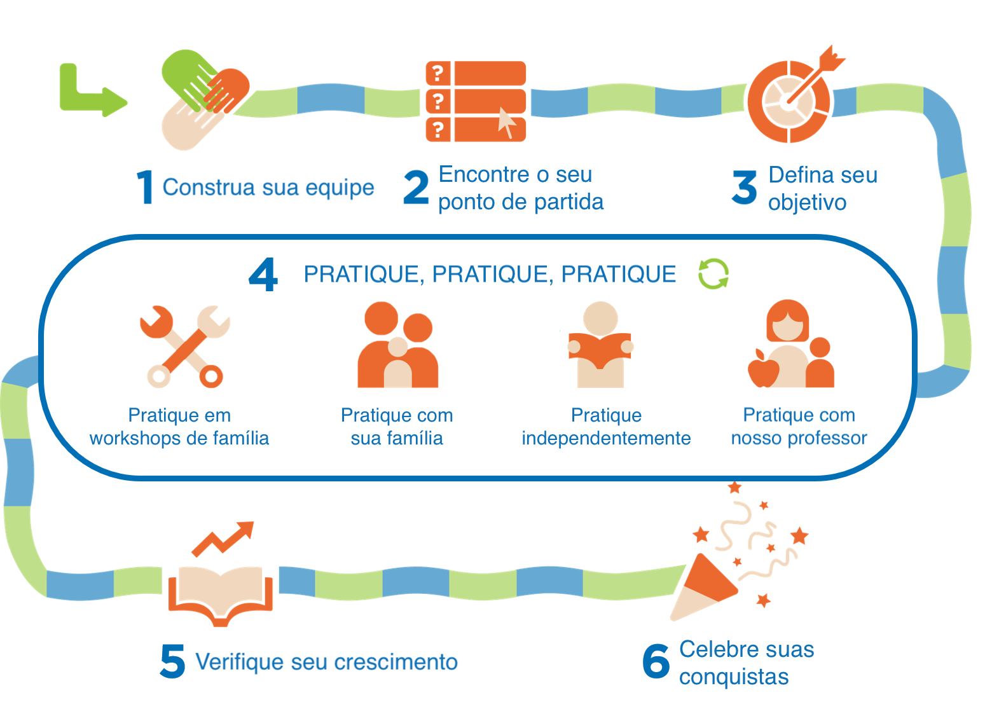 ?
?
?
1 Construa sua equipe
2 Encontre o seu
ponto de partida
3 Defina seu
objetivo
4 PRATIQUE, PRATIQUE, PRATIQUE
Pratique em
workshops de família
Pratique com
sua família
Pratique
independentemente
Pratique com
nosso professor
5 Verifique seu crescimento
6 Celebre suas
conquistas